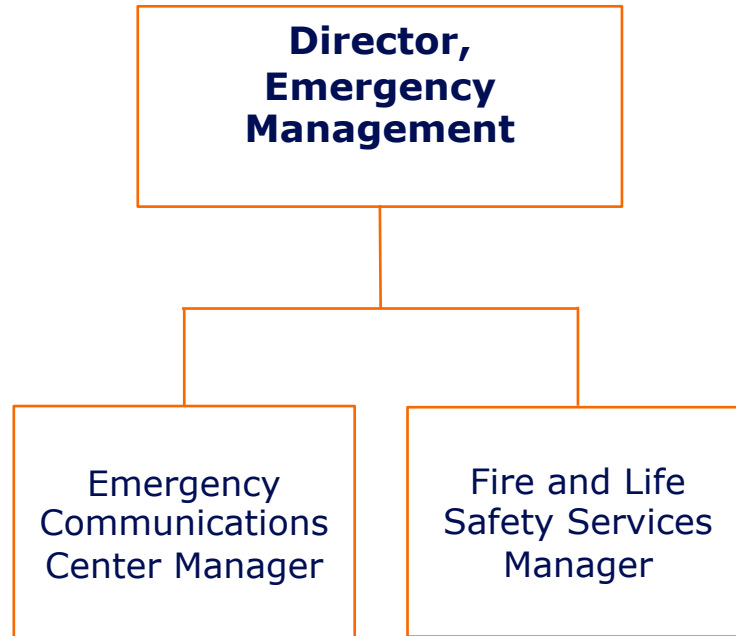 Director,
Emergency
Management
Emergency
Communications
Center Manager
Fire and Life
Safety Services
Manager